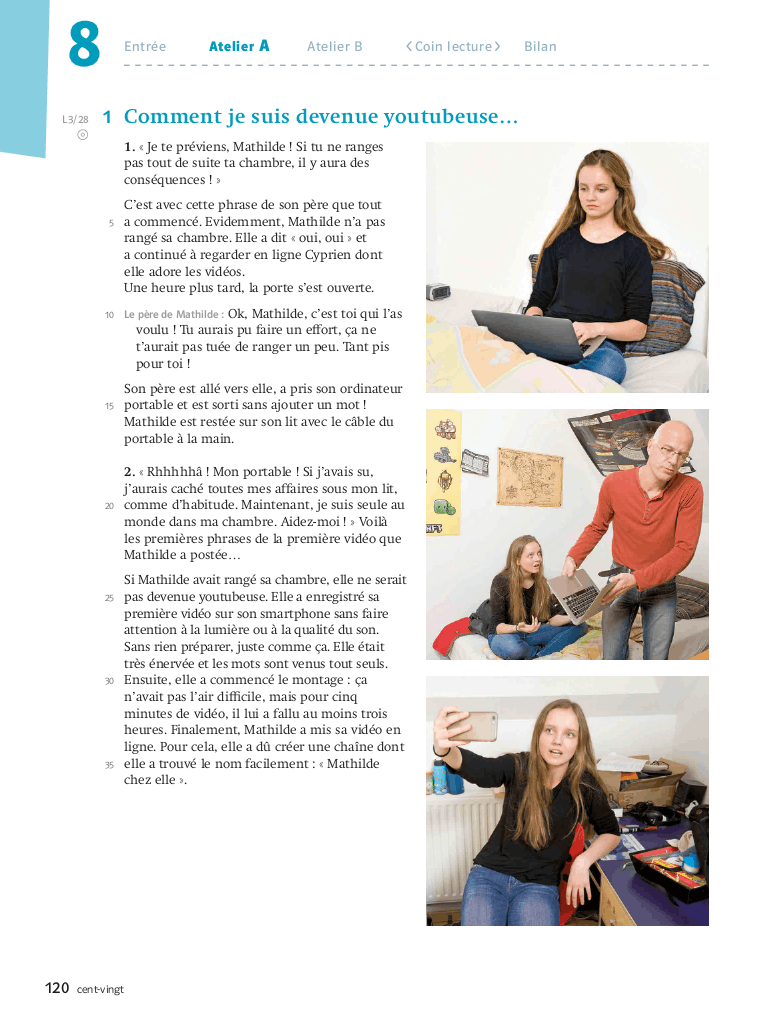 8
Entrée Atelier A Atelier B ‹ Coin lecture › Bilan
L3/28
1 Comment je suis devenue youtubeuse…
1. « Je te préviens, Mathilde ! Si tu ne ranges
pas tout de suite ta chambre, il y aura des
conséquences ! »
C’est avec cette phrase de son père que tout
5 a commencé. Evidemment, Mathilde n’a pas
rangé sa chambre. Elle a dit « oui, oui » et
a continué à regarder en ligne Cyprien dont
elle adore les vidéos.
Une heure plus tard, la porte s’est ouverte.
10 Le père de Mathilde : Ok, Mathilde, c’est toi qui l’as
voulu ! Tu aurais pu faire un effort, ça ne
t’aurait pas tuée de ranger un peu. Tant pis
pour toi !
Son père est allé vers elle, a pris son ordinateur
15 portable et est sorti sans ajouter un mot !
Mathilde est restée sur son lit avec le câble du
portable à la main.
2. « Rhhhhhâ ! Mon portable ! Si j’avais su,
j’aurais caché toutes mes affaires sous mon lit,
20 comme d’habitude. Maintenant, je suis seule au
monde dans ma chambre. Aidez-moi ! » Voilà
les premières phrases de la première vidéo que
Mathilde a postée…
Si Mathilde avait rangé sa chambre, elle ne serait
25 pas devenue youtubeuse. Elle a enregistré sa
première vidéo sur son smartphone sans faire
attention à la lumière ou à la qualité du son.
Sans rien préparer, juste comme ça. Elle était
très énervée et les mots sont venus tout seuls.
30 Ensuite, elle a commencé le montage : ça
n’avait pas l’air difficile, mais pour cinq
minutes de vidéo, il lui a fallu au moins trois
heures. Finalement, Mathilde a mis sa vidéo en
ligne. Pour cela, elle a dû créer une chaîne dont
35 elle a trouvé le nom facilement : « Mathilde
chez elle ».
120 cent-vingt